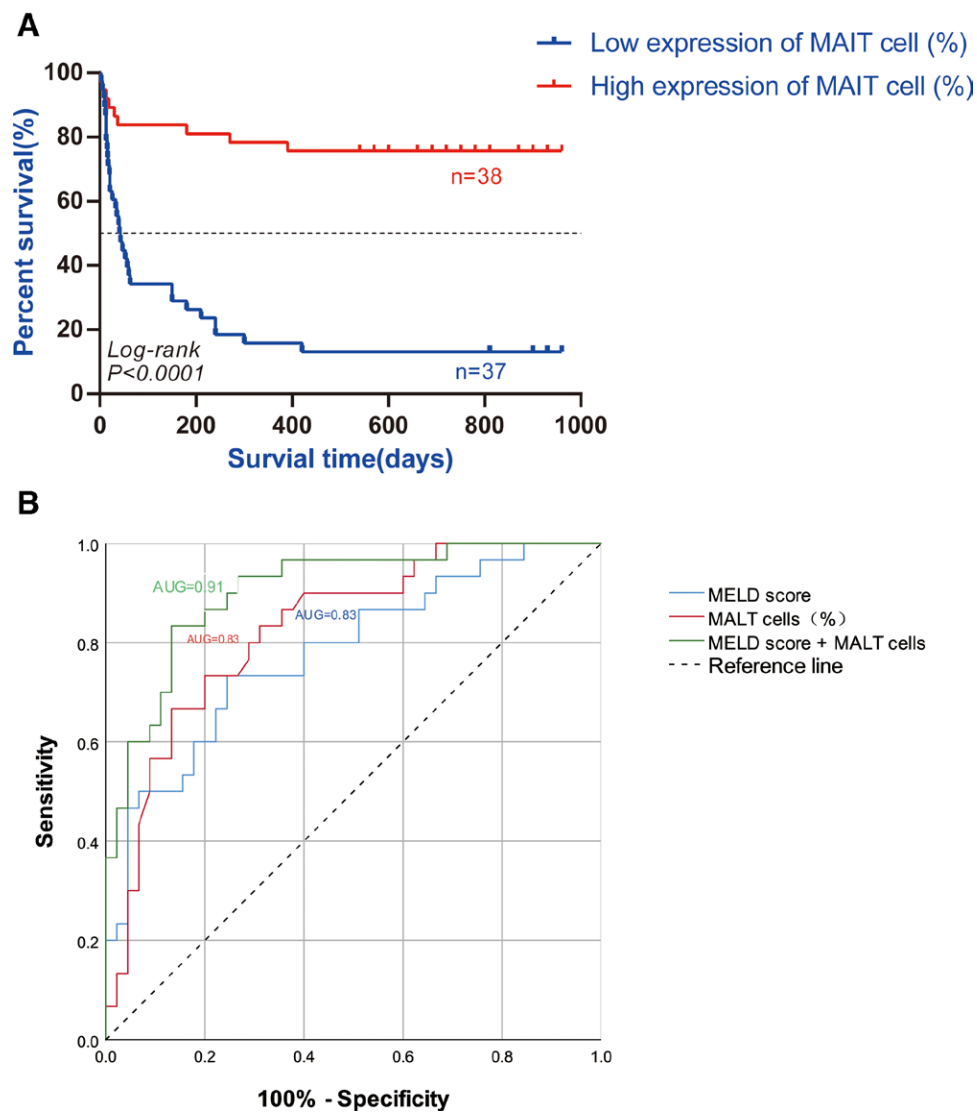 A
Low expression of MAIT cell (%)
High expression of MAIT cell (%)
100
80
60
40
20
0
Percent survival(%)
n=38
n=37
Log-rank
P<0.0001
0 200 400 600 800 1000
Survial time(days)
B
1.0
0.8
0.6
0.4
0.2
0.0
Sensitivity
AUG=0.91
AUG=0.83
AUG=0.83
MELD score
MALT cells（%）
MELD score + MALT cells
Reference line
0.0 0.2 0.4 0.6 0.8 1.0
100% - Specificity